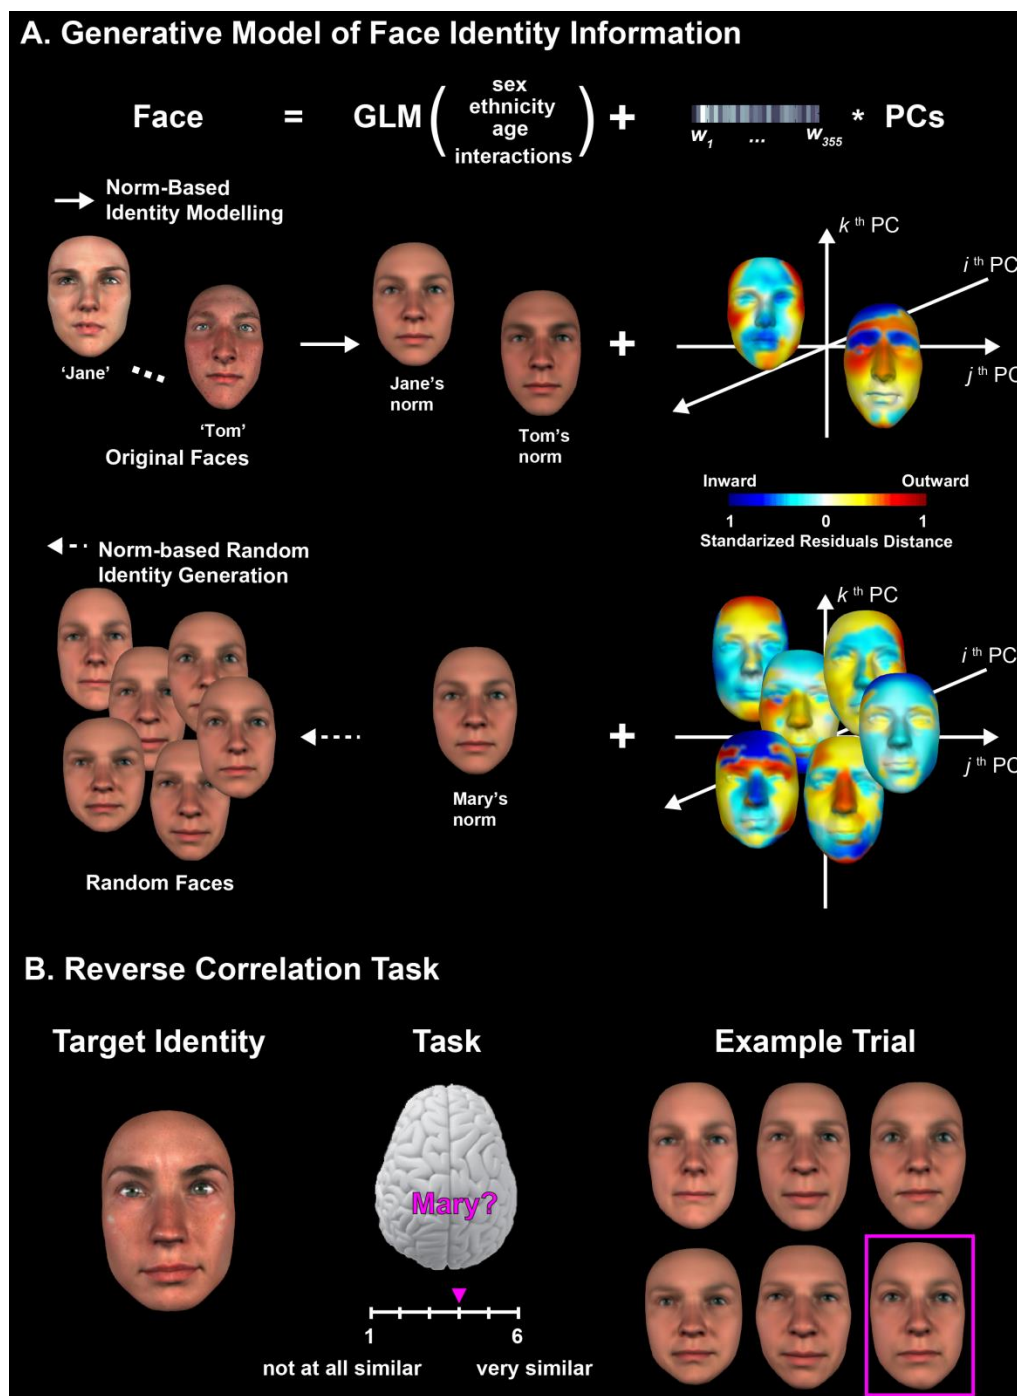 A. Generative Model of Face Identity Information
Face = GLM ( sex
ethnicity
age
interactions ) + w1 ... w355 * PCs
Norm-Based
Identity Modelling
k th PC
i th PC
j th PC
'Jane'
'Tom'
Original Faces
Jane's
norm
Tom's
norm
+
Inward Outward
1 0 1
Standarized Residuals Distance
Norm-based Random
Identity Generation
k th PC
i th PC
j th PC
+
Mary's
norm
Random Faces
B. Reverse Correlation Task
Target Identity Task Example Trial
Mary?
1 6
not at all similar very similar